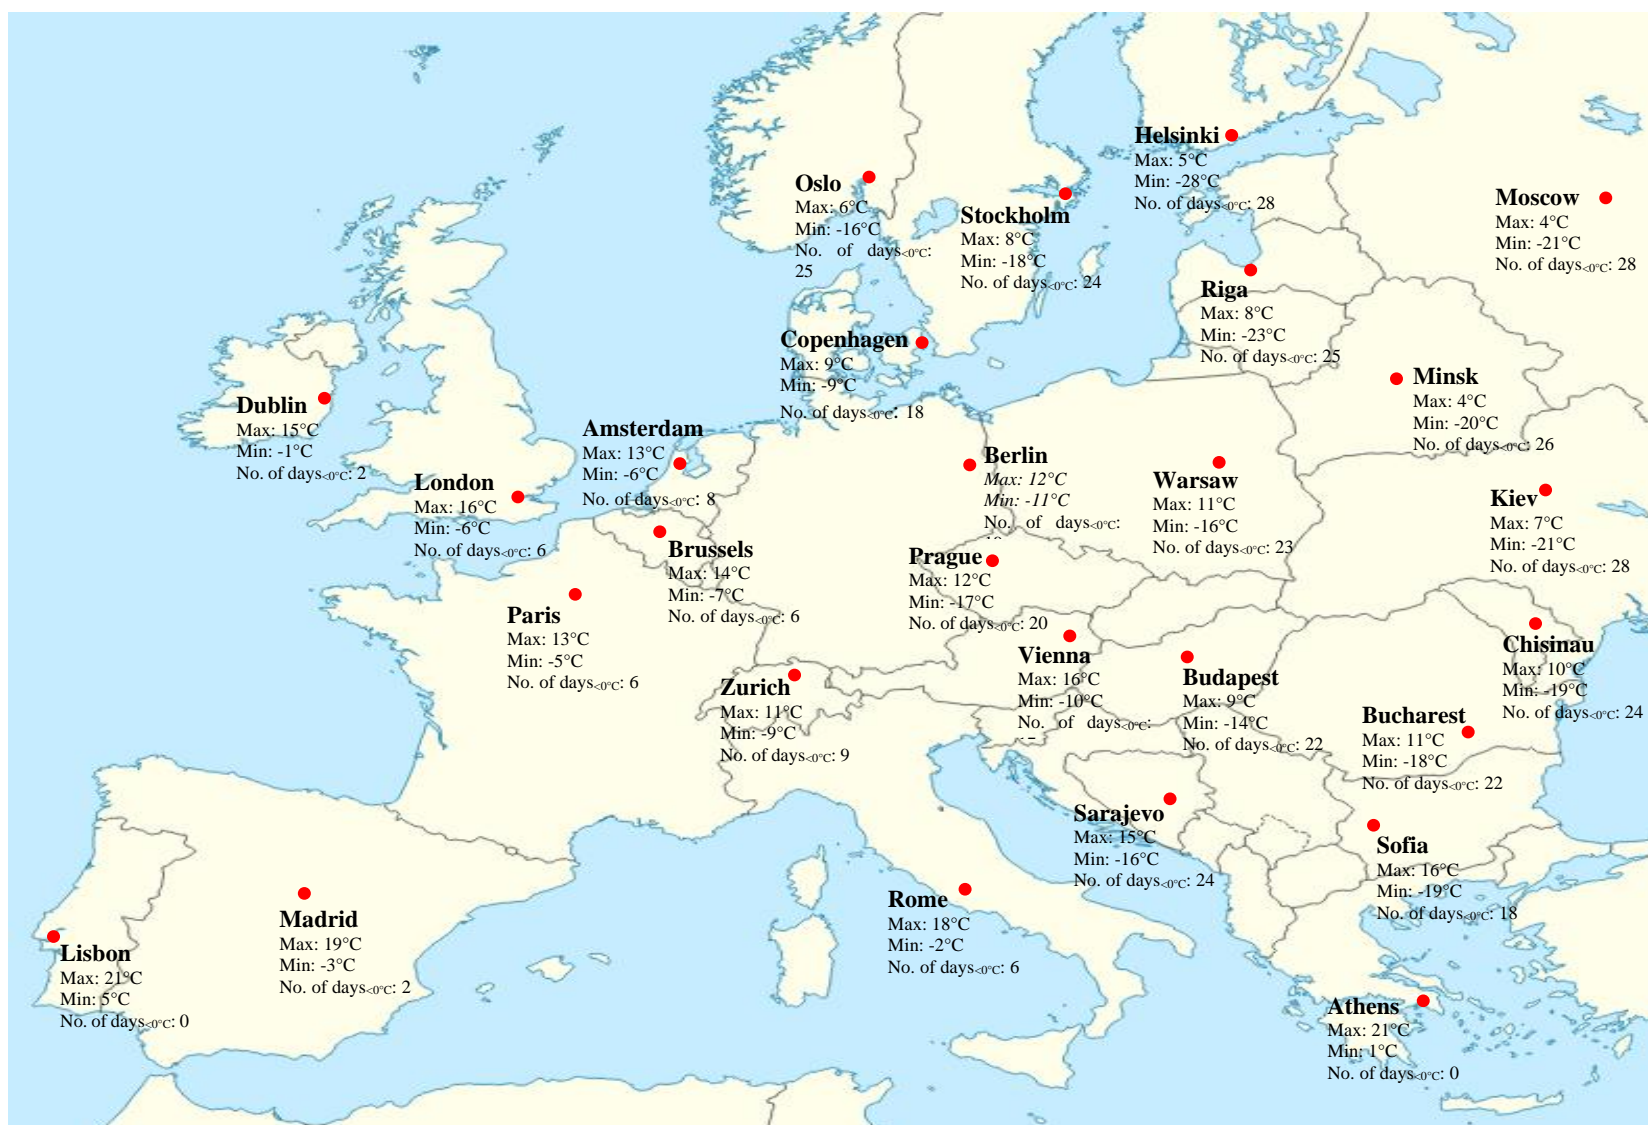 Helsinki
Max: 5°C
Min: -28°C
No. of days<0°C: 28
Oslo
Max: 6°C
Min: -16°C
No. of days<0°C:
25
Stockholm
Max: 8°C
Min: -18°C
No. of days<0°C: 24
Moscow
Max: 4°C
Min: -21°C
No. of days<0°C: 28
Riga
Max: 8°C
Min: -23°C
No. of days<0°C: 25
Copenhagen
Max: 9°C
Min: -9°C
No. of days<0°C: 18
Minsk
Max: 4°C
Min: -20°C
No. of days<0°C: 26
Dublin
Max: 15°C
Min: -1°C
No. of days<0°C: 2
Amsterdam
Max: 13°C
Min: -6°C
No. of days<0°C: 8
London
Max: 16°C
Min: -6°C
No. of days<0°C: 6
Berlin
Max: 12°C
Min: -11°C
No. of days<0°C:
Warsaw
Max: 11°C
Min: -16°C
No. of days<0°C: 23
Kiev
Max: 7°C
Min: -21°C
No. of days<0°C: 28
Brussels
Max: 14°C
Min: -7°C
No. of days<0°C: 6
Prague
Max: 12°C
Min: -17°C
No. of days<0°C: 20
Paris
Max: 13°C
Min: -5°C
No. of days<0°C: 6
Vienna
Max: 16°C
Min: -10°C
No. of days<0°C:
Budapest
Max: 9°C
Min: -14°C
No. of days<0°C: 22
Chisinau
Max: 10°C
Min: -19°C
No. of days<0°C: 24
Zurich
Max: 11°C
Min: -9°C
No. of days<0°C: 9
Bucharest
Max: 11°C
Min: -18°C
No. of days<0°C: 22
Sarajevo
Max: 15°C
Min: -16°C
No. of days<0°C: 24
Sofia
Max: 16°C
Min: -19°C
No. of days<0°C: 18
Rome
Max: 18°C
Min: -2°C
No. of days<0°C: 6
Madrid
Max: 19°C
Min: -3°C
No. of days<0°C: 2
Lisbon
Max: 21°C
Min: 5°C
No. of days<0°C: 0
Athens
Max: 21°C
Min: 1°C
No. of days<0°C: 0